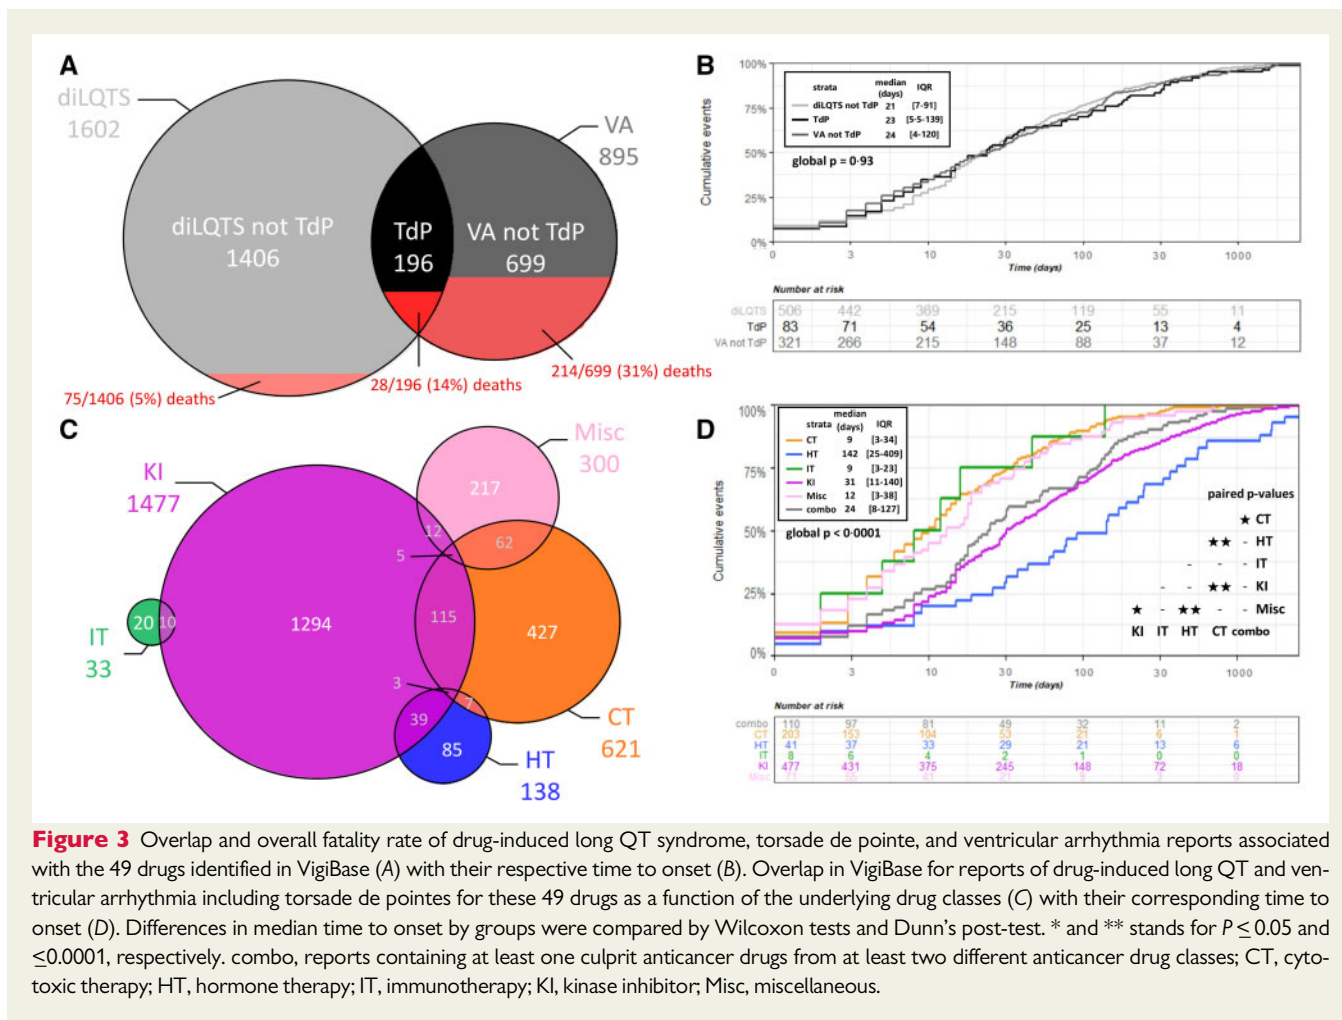 A
diLQTS
1602
VA
895
diLQTS not TdP
1406
TdP
196
VA not TdP
699
75/1406 (5%) deaths
28/196 (14%) deaths
214/699 (31%) deaths
B
Cumulative events
100%
75%
50%
25%
0%
strata median (days) IQR
diLQTS not TdP 21 [7-91]
TdP 23 [5·5-139]
VA not TdP 24 [4-120]
global p = 0·93
0 3 10 30 100 30 1000
Time (days)
Number at risk
diLQTS 506 442 369 215 119 55 11
TdP 83 71 54 36 25 13 4
VA not TdP 321 266 215 148 88 37 12
C
KI
1477
Misc
300
217
12
62
5
1294
115
427
20
10
IT
33
3
7
39
85
CT
621
HT
138
D
Cumulative events
100%
75%
50%
25%
0%
strata median (days) IQR
CT 9 [3-34]
HT 142 [25-409]
IT 9 [3-23]
KI 31 [11-140]
Misc 12 [3-38]
combo 24 [8-127]
global p < 0·0001
paired p-values
★ CT
★★ - HT
- - - IT
- - ★★ - KI
★ - ★★ - - Misc
KI IT HT CT combo
0 3 10 30 100 30 1000
Time (days)
Number at risk
combo 110 97 81 49 32 11 2
CT 203 153 104 53 21 6 1
HT 41 37 33 29 21 13 6
IT 8 6 4 2 1 0 0
KI 477 431 375 245 148 72 18
Misc 71 55 41 21 9
Figure 3 Overlap and overall fatality rate of drug-induced long QT syndrome, torsade de pointe, and ventricular arrhythmia reports associated
with the 49 drugs identified in VigiBase (A) with their respective time to onset (B). Overlap in VigiBase for reports of drug-induced long QT and ven-
tricular arrhythmia including torsade de pointes for these 49 drugs as a function of the underlying drug classes (C) with their corresponding time to
onset (D). Differences in median time to onset by groups were compared by Wilcoxon tests and Dunn's post-test. * and ** stands for P ≤ 0.05 and
≤0.0001, respectively. combo, reports containing at least one culprit anticancer drugs from at least two different anticancer drug classes; CT, cyto-
toxic therapy; HT, hormone therapy; IT, immunotherapy; KI, kinase inhibitor; Misc, miscellaneous.